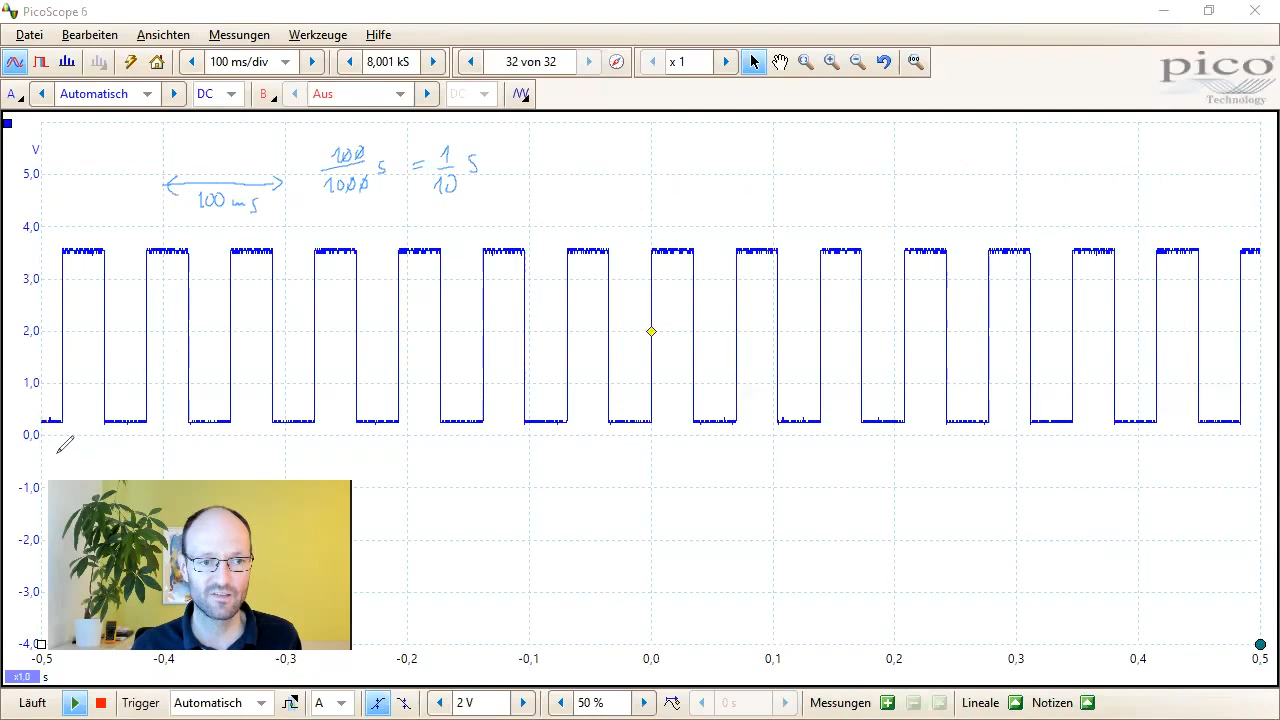 PicoScope 6
Datei Bearbeiten Ansichten Messungen Werkzeuge Hilfe
100 ms/div 8,001 kS 32 von 32 x 1
pico
Technology
A Automatisch DC B Aus DC
V
100/1000 s = 1/10 s
5,0
100 ms
4,0
3,0
2,0
1,0
0,0
-1,0
-2,0
-3,0
-4,0
-0,5 -0,4 -0,3 -0,2 -0,1 0,0 0,1 0,2 0,3 0,4 0,5
x1,0 s
Läuft Trigger Automatisch A 2 V 50 % 0 s Messungen Lineale Notizen